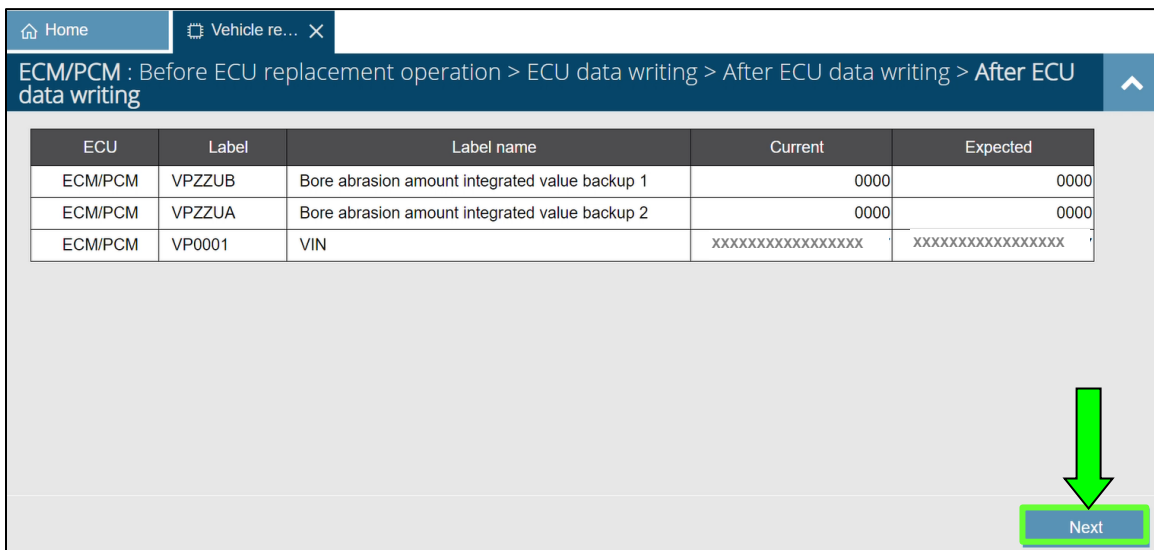 Home
Vehicle re...
ECM/PCM : Before ECU replacement operation > ECU data writing > After ECU data writing > After ECU
data writing
ECU Label Label name Current Expected
ECM/PCM VPZZUB Bore abrasion amount integrated value backup 1 0000 0000
ECM/PCM VPZZUA Bore abrasion amount integrated value backup 2 0000 0000
ECM/PCM VP0001 VIN XXXXXXXXXXXXXXXXX XXXXXXXXXXXXXXXXX
Next